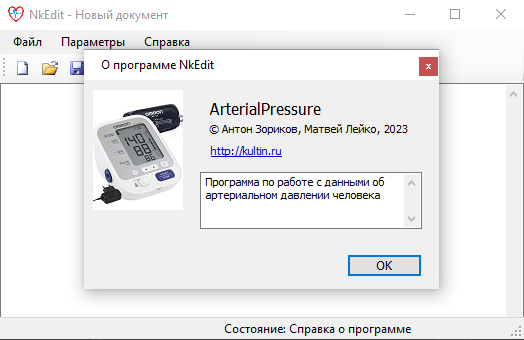 NkEdit - Новый документ
Файл Параметры Справка
О программе NkEdit
OMRON
ArterialPressure
© Антон Зориков, Матвей Лейко, 2023
http://kultin.ru
Программа по работе с данными об
артериальном давлении человека
OK
Состояние: Справка о программе